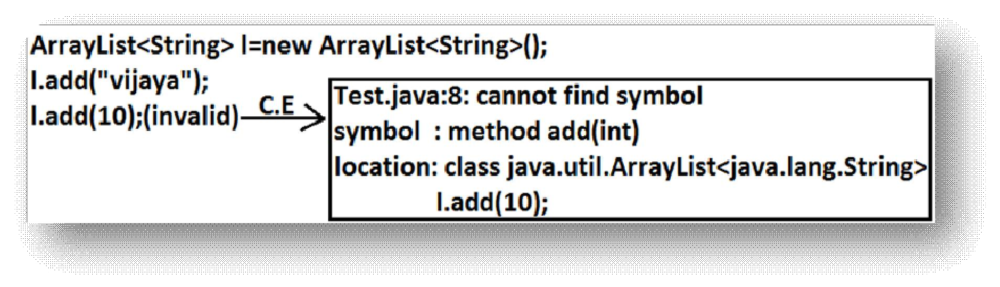 ArrayList<String> l=new ArrayList<String>();
l.add("vijaya");
l.add(10);(invalid)
C.E
Test.java:8: cannot find symbol
symbol  : method add(int)
location: class java.util.ArrayList<java.lang.String>
l.add(10);